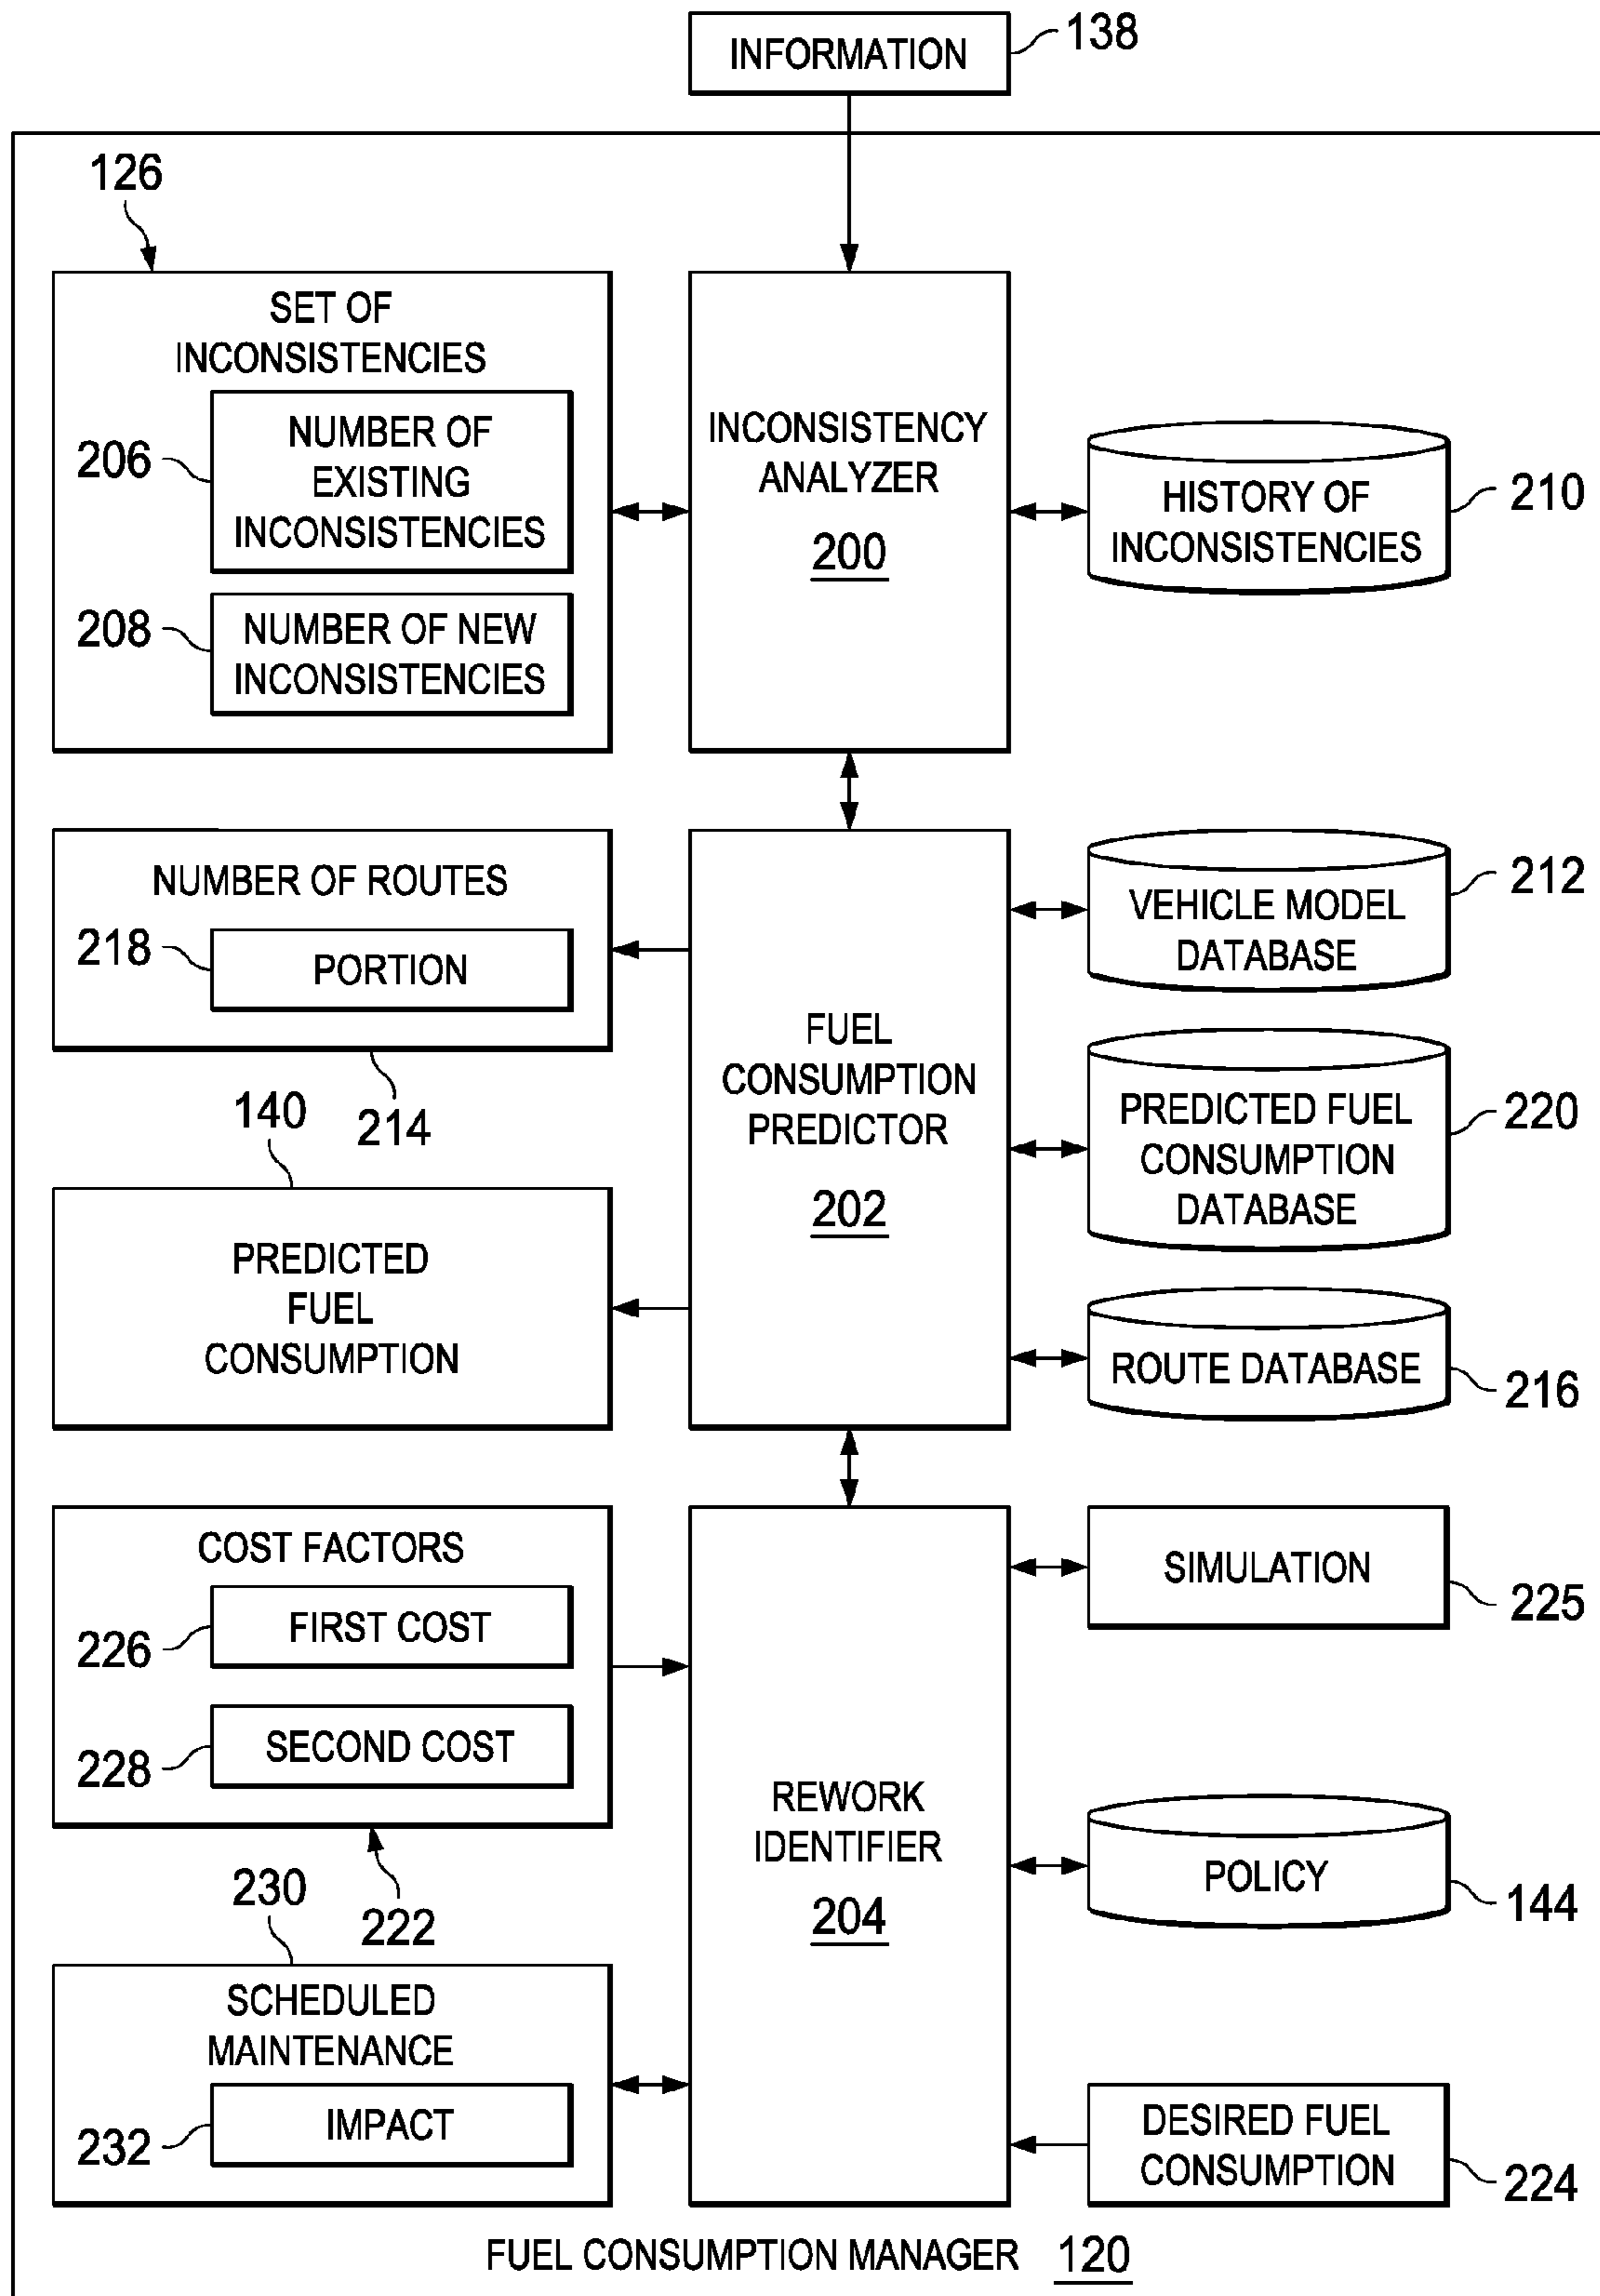 INFORMATION
138
126
SET OF
INCONSISTENCIES
206
NUMBER OF
EXISTING
INCONSISTENCIES
208
NUMBER OF NEW
INCONSISTENCIES
INCONSISTENCY
ANALYZER
200
HISTORY OF
INCONSISTENCIES
210
NUMBER OF ROUTES
218
PORTION
214
140
PREDICTED
FUEL
CONSUMPTION
FUEL
CONSUMPTION
PREDICTOR
202
VEHICLE MODEL
DATABASE
212
PREDICTED FUEL
CONSUMPTION
DATABASE
220
ROUTE DATABASE
216
COST FACTORS
226
FIRST COST
228
SECOND COST
222
230
SCHEDULED
MAINTENANCE
232
IMPACT
REWORK
IDENTIFIER
204
SIMULATION
225
POLICY
144
DESIRED FUEL
CONSUMPTION
224
FUEL CONSUMPTION MANAGER 120